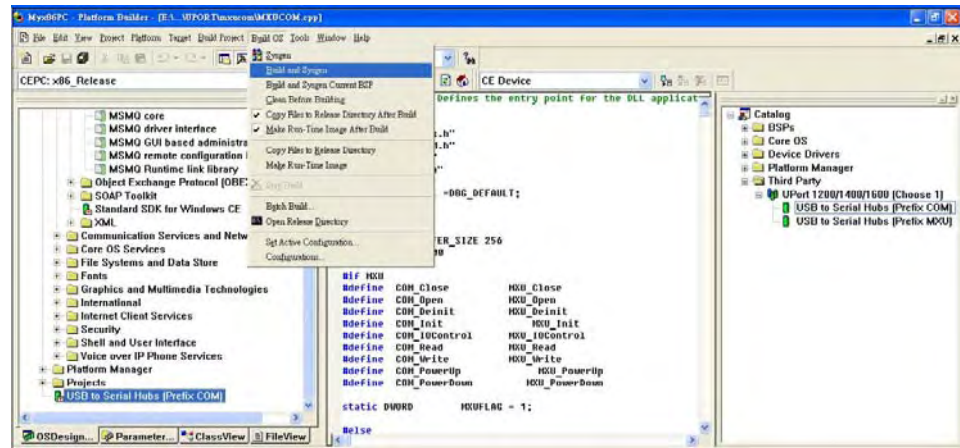 Myx86PC - Platform Builder - [E:\...\UPORT\mxucom\MXUCOM.cpp]
File Edit View Project Platform Target Build Project Build OS Tools Window Help
CEPC: x86_Release
CE Device
Sysgen
Build and Sysgen
Build and Sysgen Current BSP
Clean Before Building
Copy Files to Release Directory After Build
Make Run-Time Image After Build
Copy Files to Release Directory
Make Run-Time Image
Stop Build
Batch Build...
Open Release Directory
Set Active Configuration...
Configurations...
MSMQ core
MSMQ driver interface
MSMQ GUI based administra
MSMQ remote configuration
MSMQ Runtime link library
Object Exchange Protocol (OBE
SOAP Toolkit
Standard SDK for Windows CE
XML
Communication Services and Netw
Core OS Services
File Systems and Data Store
Fonts
Graphics and Multimedia Technologies
International
Internet Client Services
Security
Shell and User Interface
Voice over IP Phone Services
Platform Manager
Projects
USB to Serial Hubs (Prefix COM)
OSDesign... Parameter... ClassView FileView
Defines the entry point for the DLL applicat
.h"
.h"
=DBG_DEFAULT;
ER_SIZE 256
#if MXU
#define COM_Close MXU_Close
#define COM_Open MXU_Open
#define COM_Deinit MXU_Deinit
#define COM_Init MXU_Init
#define COM_IOControl MXU_IOControl
#define COM_Read MXU_Read
#define COM_Write MXU_Write
#define COM_PowerUp MXU_PowerUp
#define COM_PowerDown MXU_PowerDown
static DWORD MXUFLAG = 1;
#else
Catalog
BSPs
Core OS
Device Drivers
Platform Manager
Third Party
UPort 1200/1400/1600 (Choose 1)
USB to Serial Hubs (Prefix COM)
USB to Serial Hubs (Prefix MXU)